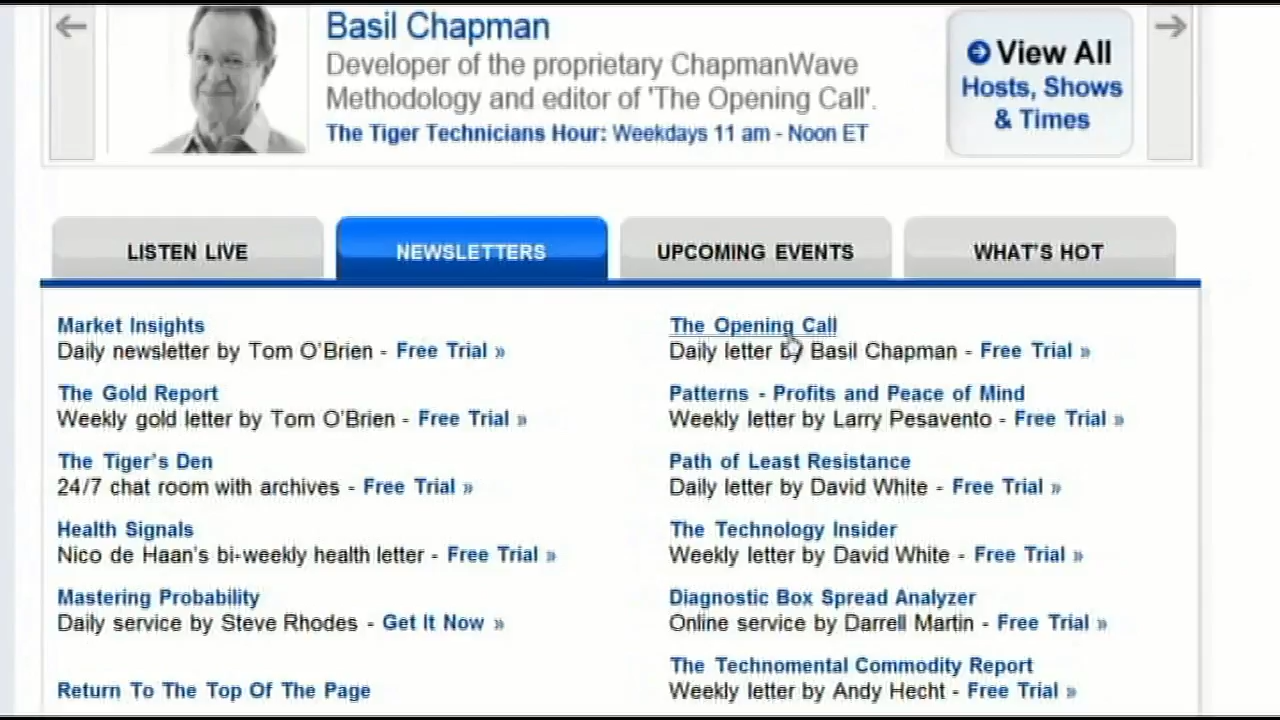 Basil Chapman
Developer of the proprietary ChapmanWave
Methodology and editor of 'The Opening Call'.
The Tiger Technicians Hour: Weekdays 11 am - Noon ET
View All
Hosts, Shows
& Times
LISTEN LIVE
NEWSLETTERS
UPCOMING EVENTS
WHAT'S HOT
Market Insights
Daily newsletter by Tom O'Brien - Free Trial »
The Gold Report
Weekly gold letter by Tom O'Brien - Free Trial »
The Tiger's Den
24/7 chat room with archives - Free Trial »
Health Signals
Nico de Haan's bi-weekly health letter - Free Trial »
Mastering Probability
Daily service by Steve Rhodes - Get It Now »
Return To The Top Of The Page
The Opening Call
Daily letter by Basil Chapman - Free Trial »
Patterns - Profits and Peace of Mind
Weekly letter by Larry Pesavento - Free Trial »
Path of Least Resistance
Daily letter by David White - Free Trial »
The Technology Insider
Weekly letter by David White - Free Trial »
Diagnostic Box Spread Analyzer
Online service by Darrell Martin - Free Trial »
The Technomental Commodity Report
Weekly letter by Andy Hecht - Free Trial »